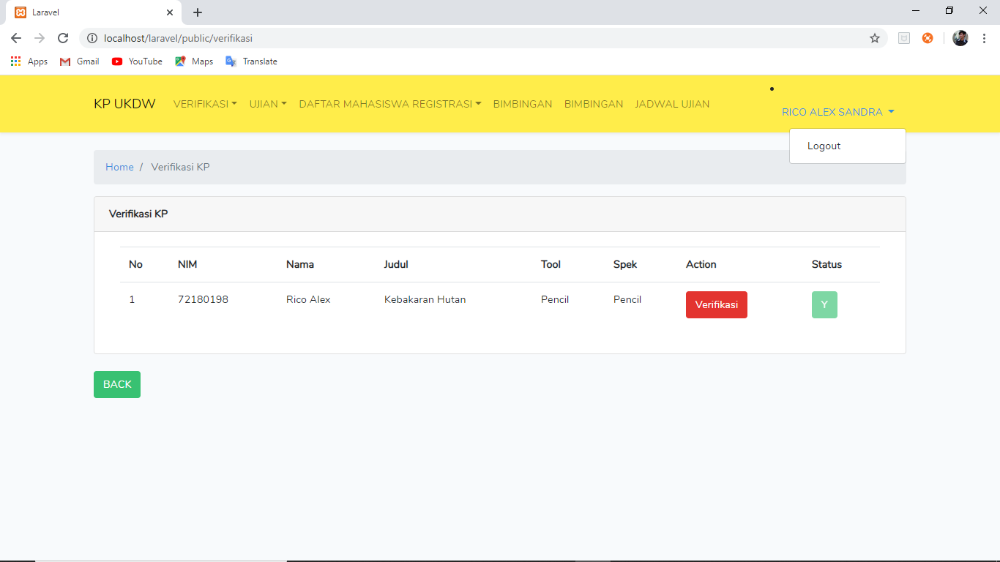 Laravel
localhost/laravel/public/verifikasi
Apps Gmail YouTube Maps Translate
KP UKDW VERIFIKASI UJIAN DAFTAR MAHASISWA REGISTRASI BIMBINGAN BIMBINGAN JADWAL UJIAN
RICO ALEX SANDRA
Logout
Home / Verifikasi KP
Verifikasi KP
No NIM Nama Judul Tool Spek Action Status
1 72180198 Rico Alex Kebakaran Hutan Pencil Pencil Verifikasi Y
BACK